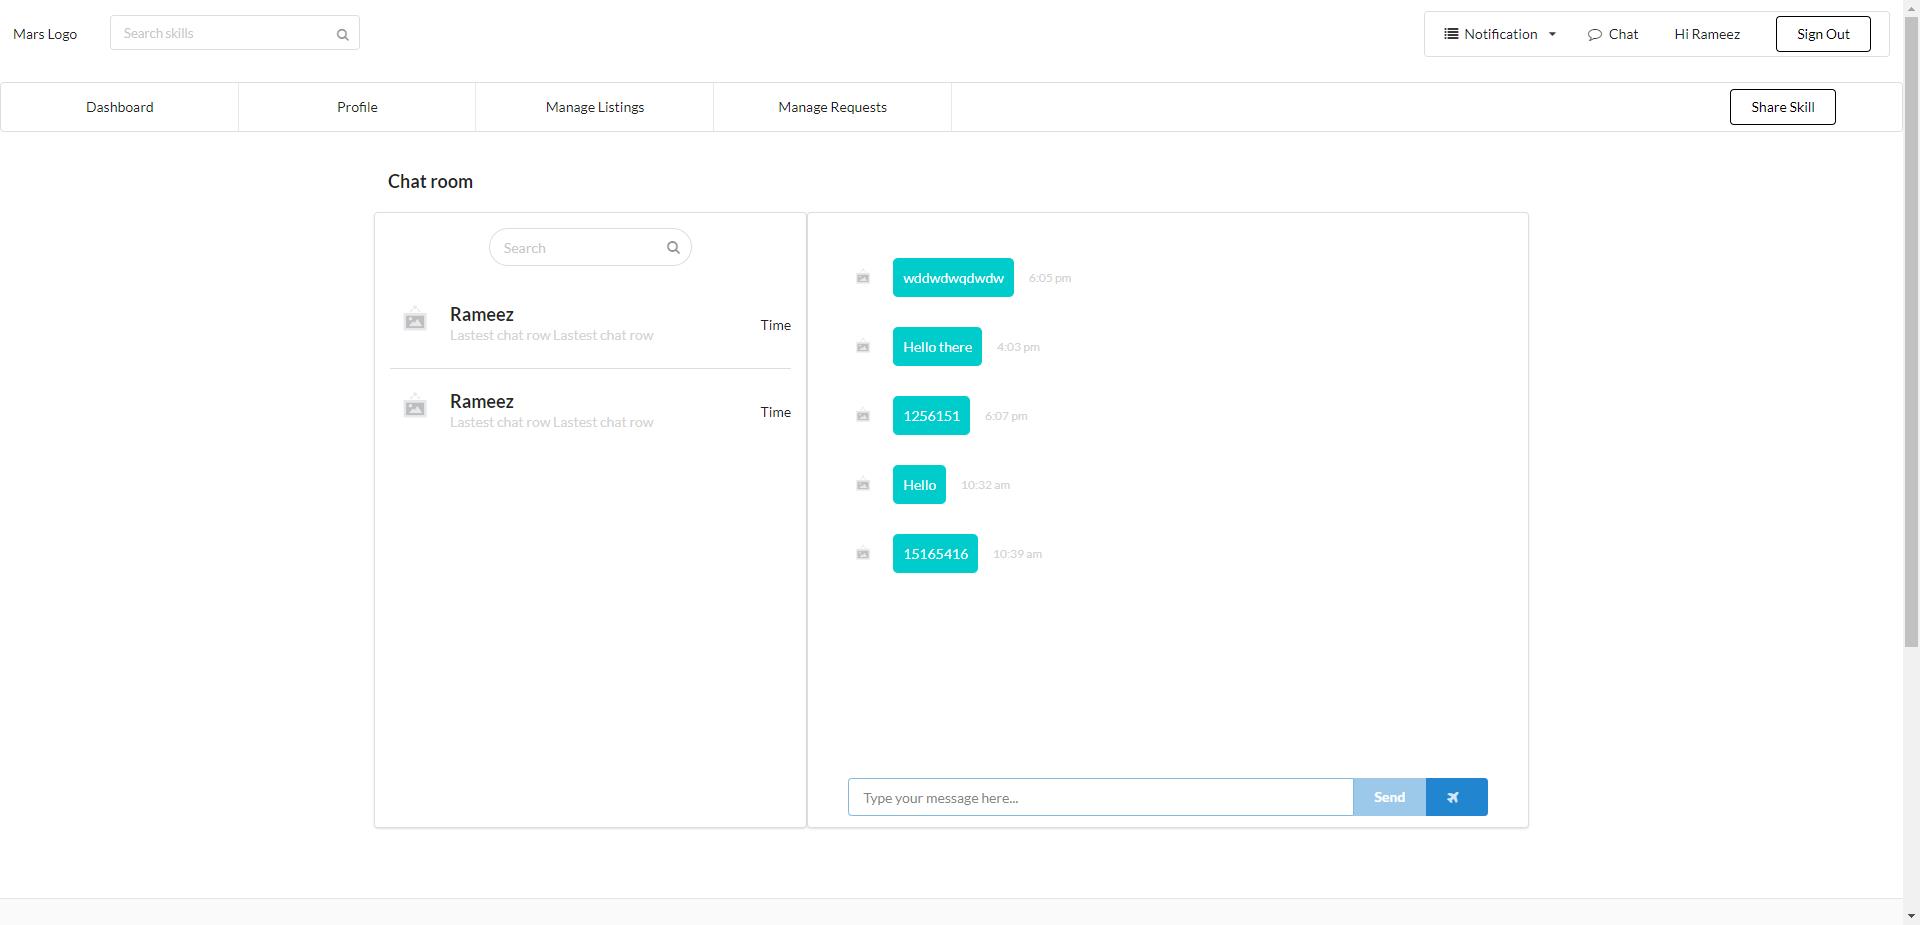 Mars Logo
Search skills
Notification
Chat
Hi Rameez
Sign Out
Dashboard
Profile
Manage Listings
Manage Requests
Share Skill
Chat room
Search
Rameez
Lastest chat row Lastest chat row
Time
Rameez
Lastest chat row Lastest chat row
Time
wddwdwqdwdw 6:05 pm
Hello there 4:03 pm
1256151 6:07 pm
Hello 10:32 am
15165416 10:39 am
Type your message here...
Send